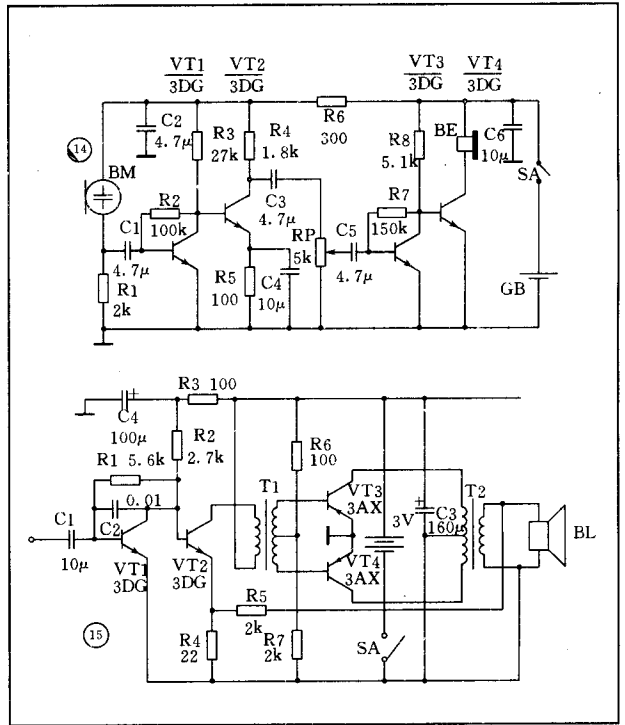 VT1 VT2 VT3 VT4
3DG 3DG 3DG 3DG
C2
4.7μ
R3
27k
R4
1.8k
R6
300
R8
5.1k
BE
C6
10μ
SA
14
BM
R2
100k
C3
4.7μ
R7
150k
C1
4.7μ
RP
5k
C5
4.7μ
R1
2k
R5
100
C4
10μ
GB
R3 100
C4
100μ
R2
2.7k
R6
100
R1 5.6k
T1
VT3
3AX
T2
0.01
3V
C3
160μ
C1
10μ
C2
BL
VT1
3DG
VT2
3DG
VT4
3AX
R5
2k
R4
22
R7
2k
SA
15